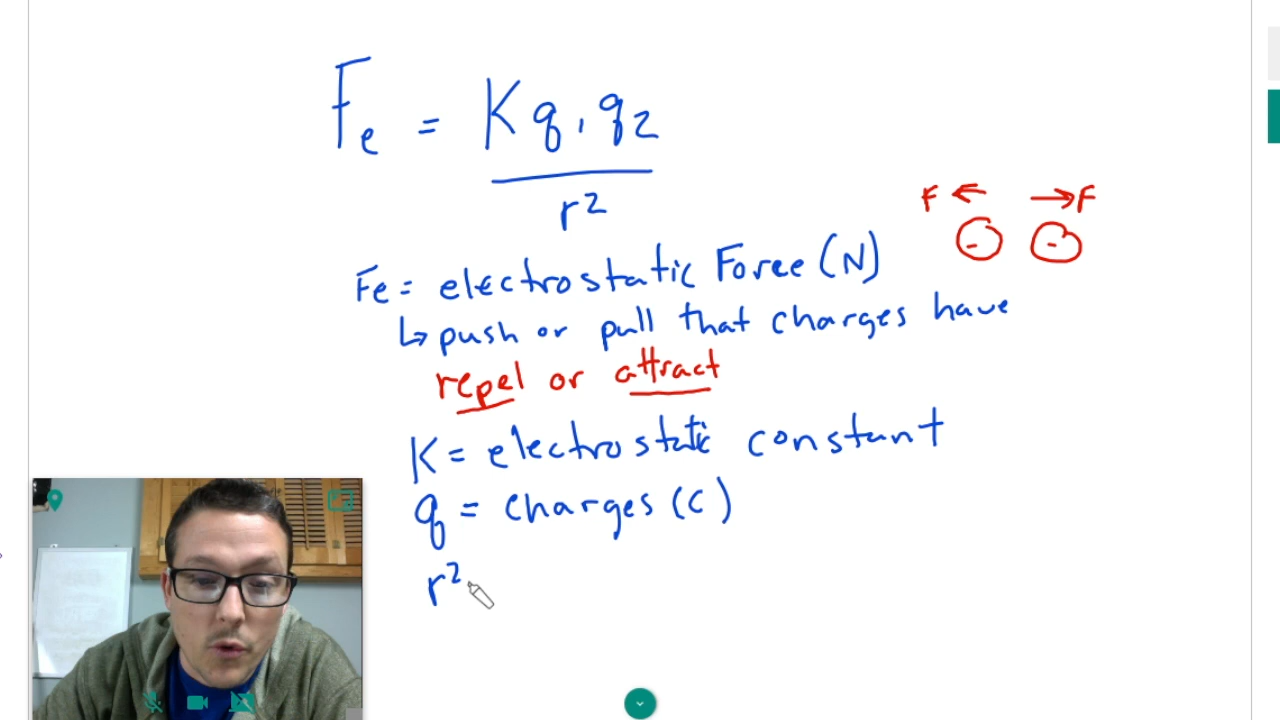 Fe = Kq1q2
r²
F ← → F
- -
Fe = electrostatic Force (N)
↳ push or pull that charges have
repel or attract
K = electrostatic constant
q = charges (C)
r²